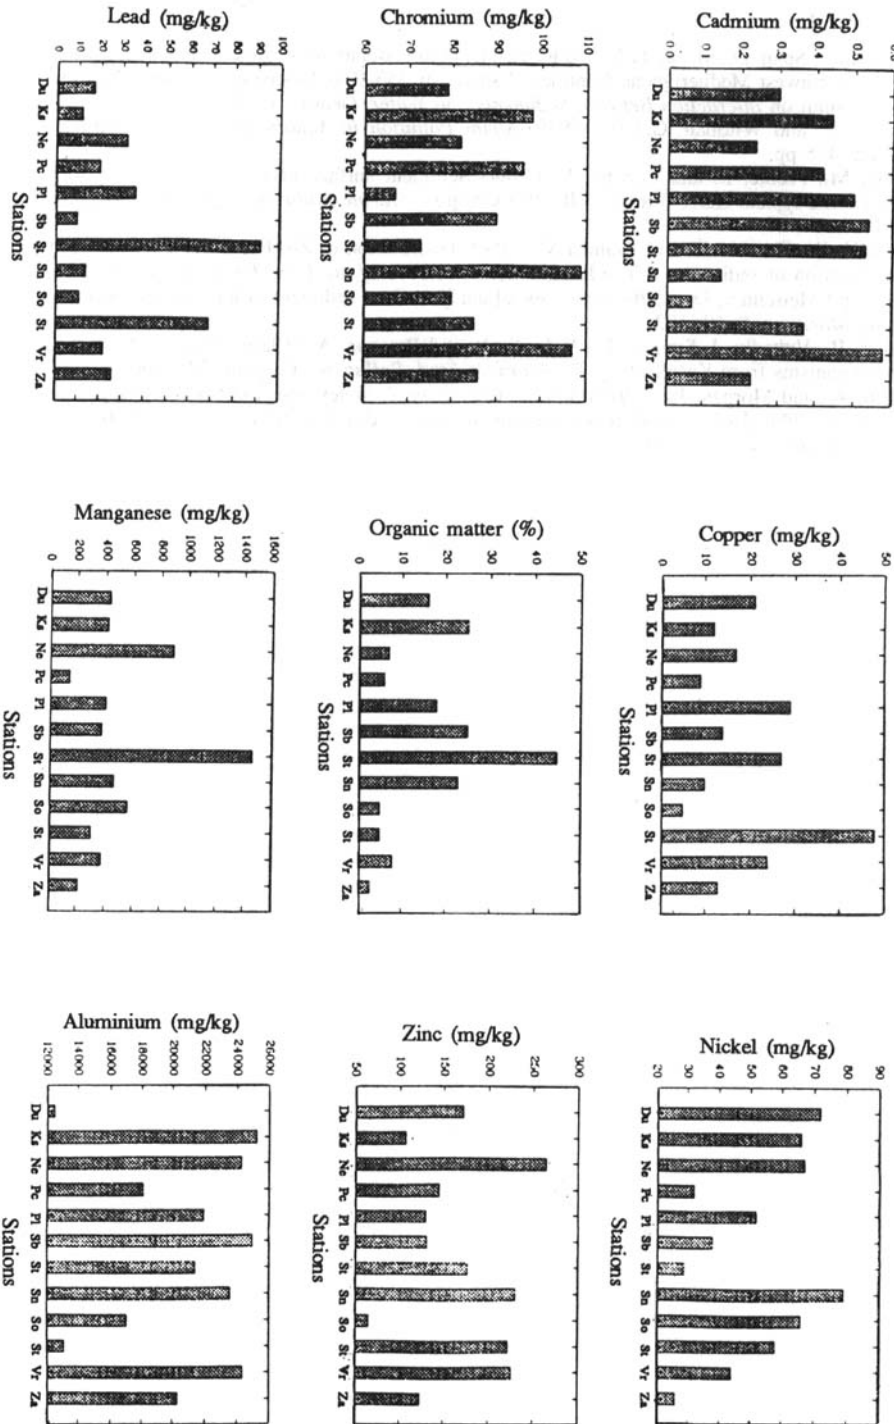 Lead (mg/kg)
0 10 20 30 40 50 60 70 80 90 100
Du Ks Ne Pc Pl Sb St Sn So St Vr Za
Stations
Chromium (mg/kg)
60 70 80 90 100 110
Du Ks Ne Pc Pl Sb St Sn So St Vr Za
Stations
Cadmium (mg/kg)
0.0 0.1 0.2 0.3 0.4 0.5
Du Ks Ne Pc Pl Sb St Sn So St Vr Za
Stations
Manganese (mg/kg)
0 200 400 600 800 1000 1200 1400 1600
Du Ks Ne Pc Pl Sb St Sn So St Vr Za
Stations
Organic matter (%)
0 10 20 30 40 50
Du Ks Ne Pc Pl Sb St Sn So St Vr Za
Stations
Copper (mg/kg)
0 10 20 30 40 50
Du Ks Ne Pc Pl Sb St Sn So St Vr Za
Stations
Aluminium (mg/kg)
12000 14000 16000 18000 20000 22000 24000 26000
Du Ks Ne Pc Pl Sb St Sn So St Vr Za
Stations
Zinc (mg/kg)
50 100 150 200 250 300
Du Ks Ne Pc Pl Sb St Sn So St Vr Za
Stations
Nickel (mg/kg)
20 30 40 50 60 70 80 90
Du Ks Ne Pc Pl Sb St Sn So St Vr Za
Stations